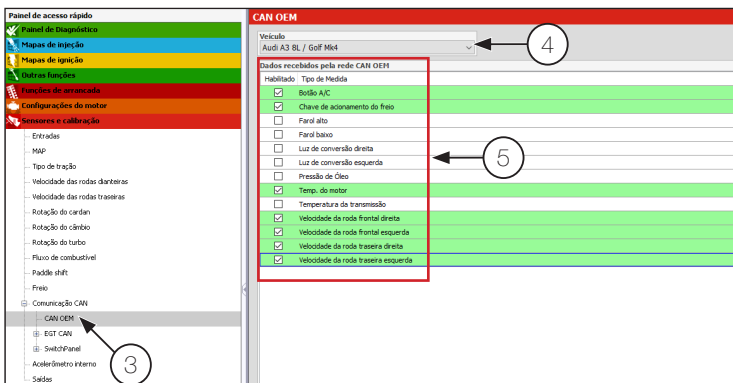 Painel de acesso rápido
Painel de Diagnóstico
Mapas de injeção
Mapas de ignição
Outras funções
Funções de arrancada
Configurações do motor
Sensores e calibração
Entradas
MAP
Tipo de tração
Velocidade das rodas dianteiras
Velocidade das rodas traseiras
Rotação do cardan
Rotação do câmbio
Rotação do turbo
Fluxo de combustível
Paddle shift
Freio
Comunicação CAN
CAN OEM
EGT CAN
SwitchPanel
Acelerômetro interno
Saídas
3
CAN OEM
Veículo
Audi A3 8L / Golf Mk4
4
Dados recebidos pela rede CAN OEM
Habilitado Tipo de Medida
Botão A/C
Chave de acionamento do freio
Farol alto
Farol baixo
Luz de conversão direita
Luz de conversão esquerda
Pressão de Óleo
Temp. do motor
Temperatura da transmissão
Velocidade da roda frontal direita
Velocidade da roda frontal esquerda
Velocidade da roda traseira direita
Velocidade da roda traseira esquerda
5